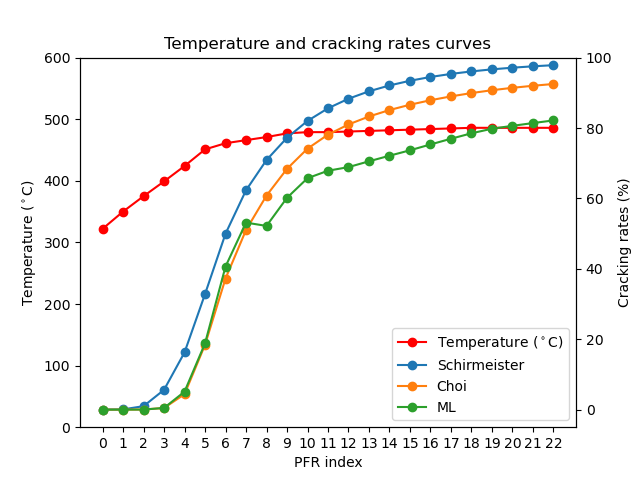 Temperature and cracking rates curves
Temperature (°C)
600
500
400
300
200
100
0
100
80
60
40
20
0
Cracking rates (%)
Temperature (°C)
Schirmeister
Choi
ML
0 1 2 3 4 5 6 7 8 9 10 11 12 13 14 15 16 17 18 19 20 21 22
PFR index